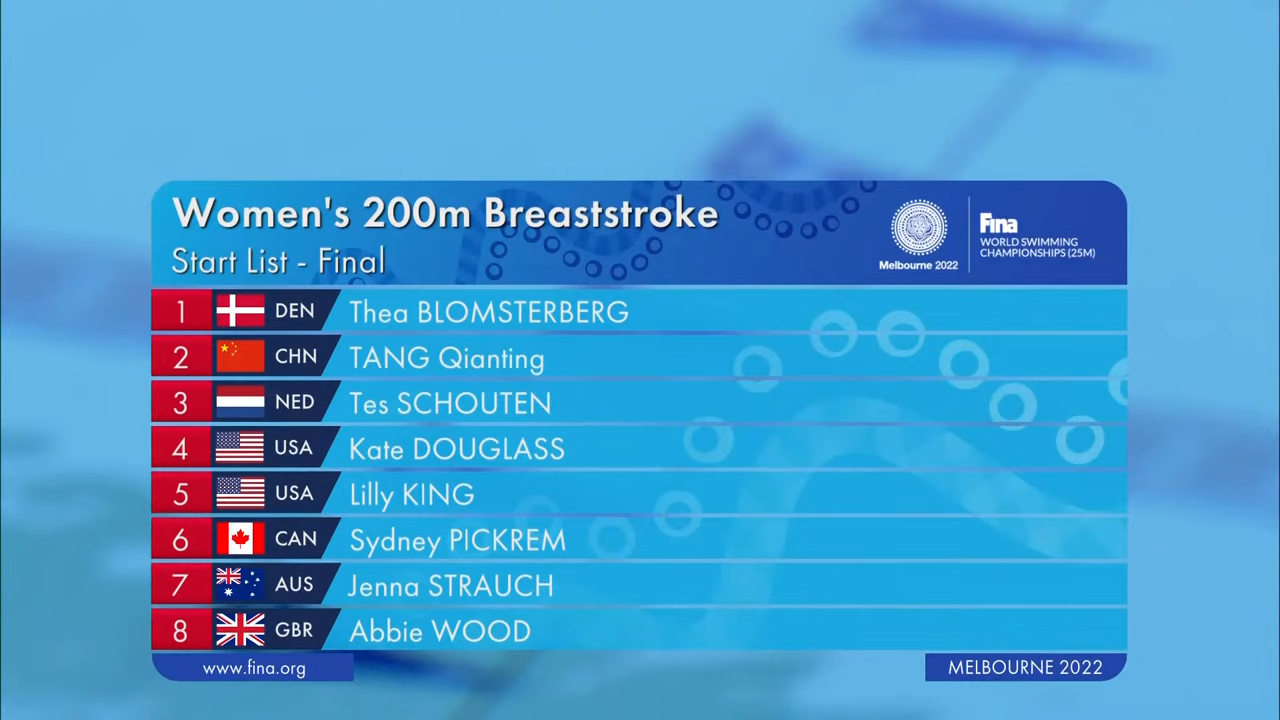 Women's 200m Breaststroke
Start List - Final
Melbourne 2022
Fina
WORLD SWIMMING
CHAMPIONSHIPS (25M)
1 DEN Thea BLOMSTERBERG
2 CHN TANG Qianting
3 NED Tes SCHOUTEN
4 USA Kate DOUGLASS
5 USA Lilly KING
6 CAN Sydney PICKREM
7 AUS Jenna STRAUCH
8 GBR Abbie WOOD
www.fina.org
MELBOURNE 2022